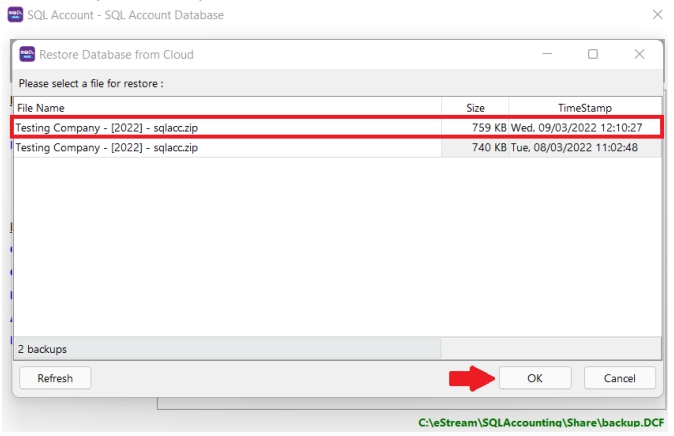 SQL Account - SQL Account Database
Restore Database from Cloud
Please select a file for restore :
File Name Size TimeStamp
Testing Company - [2022] - sqlacc.zip 759 KB Wed, 09/03/2022 12:10:27
Testing Company - [2022] - sqlacc.zip 740 KB Tue, 08/03/2022 11:02:48
2 backups
Refresh OK Cancel
C:\eStream\SQLAccounting\Share\backup.DCF